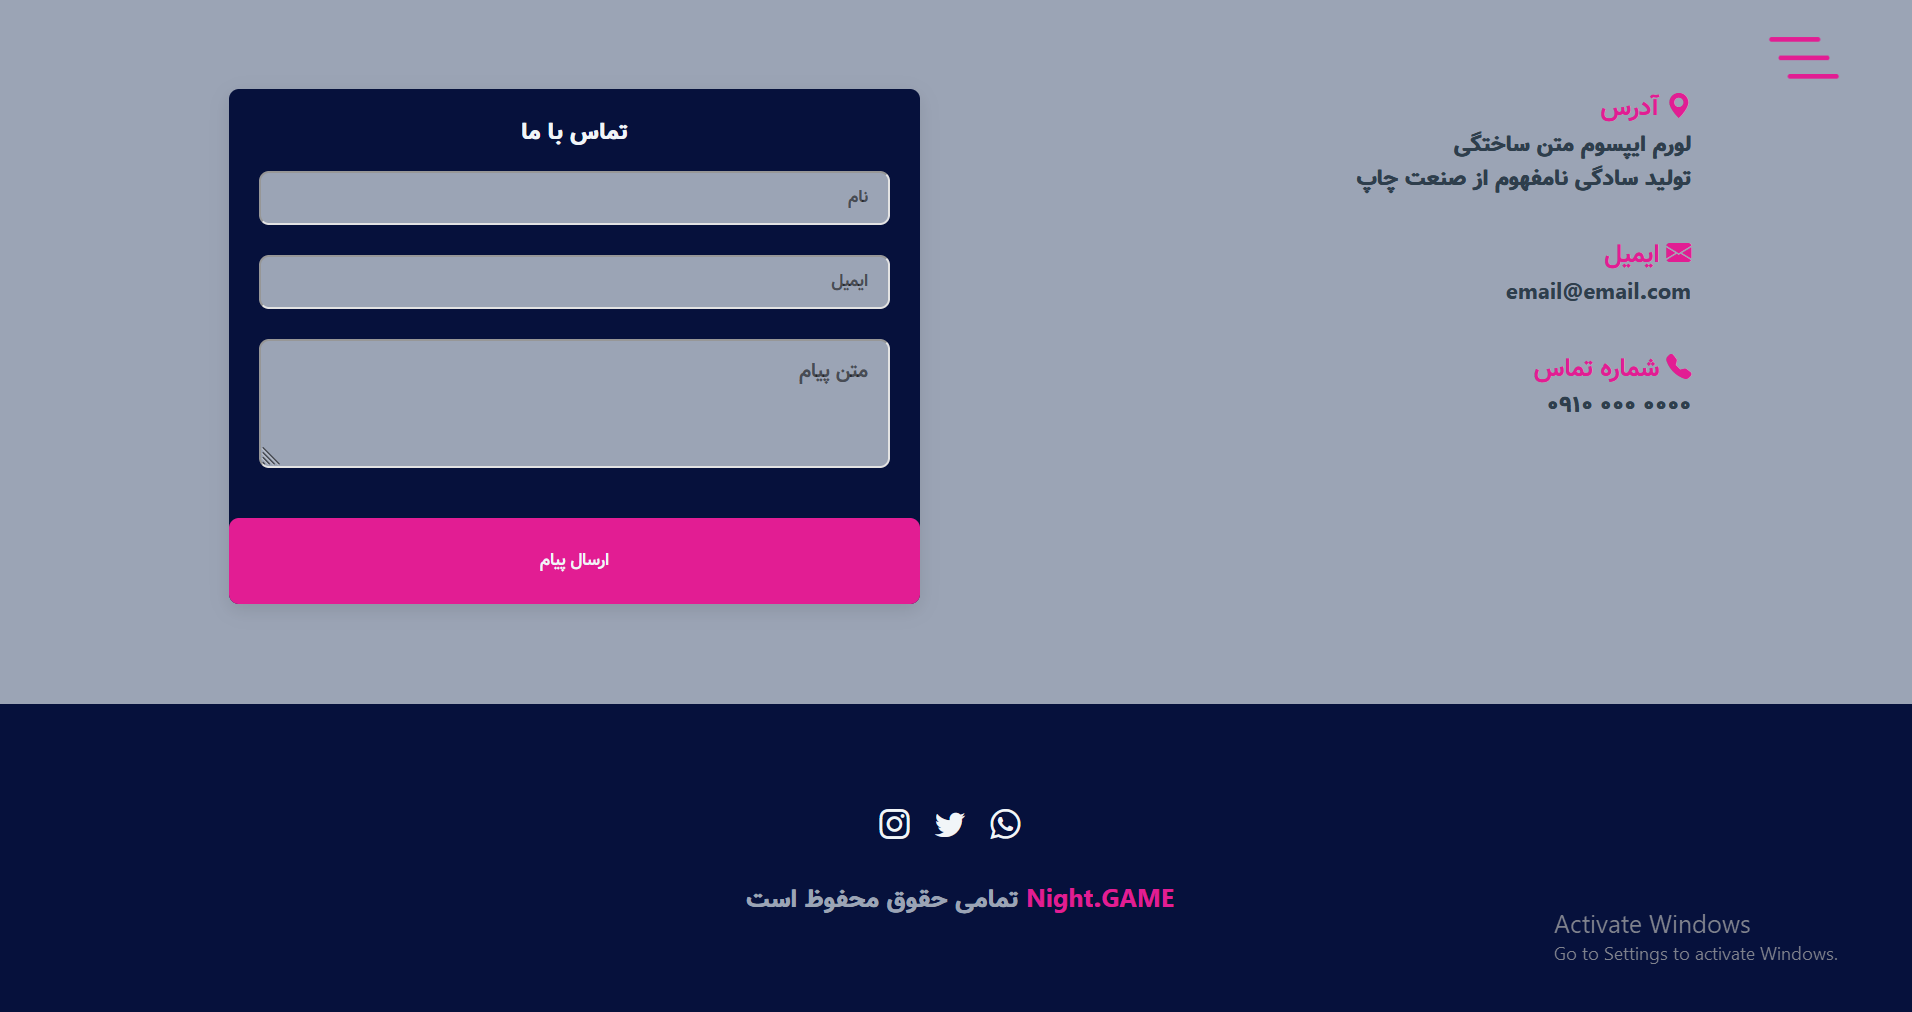 آدرس
لورم ایپسوم متن ساختگی
تولید سادگی نامفهوم از صنعت چاپ
ایمیل
email@email.com
شماره تماس
۰۹۱۰ ۰۰۰ ۰۰۰۰
تماس با ما
نام
ایمیل
متن پیام
ارسال پیام
Night.GAME تمامی حقوق محفوظ است
Activate Windows
Go to Settings to activate Windows.